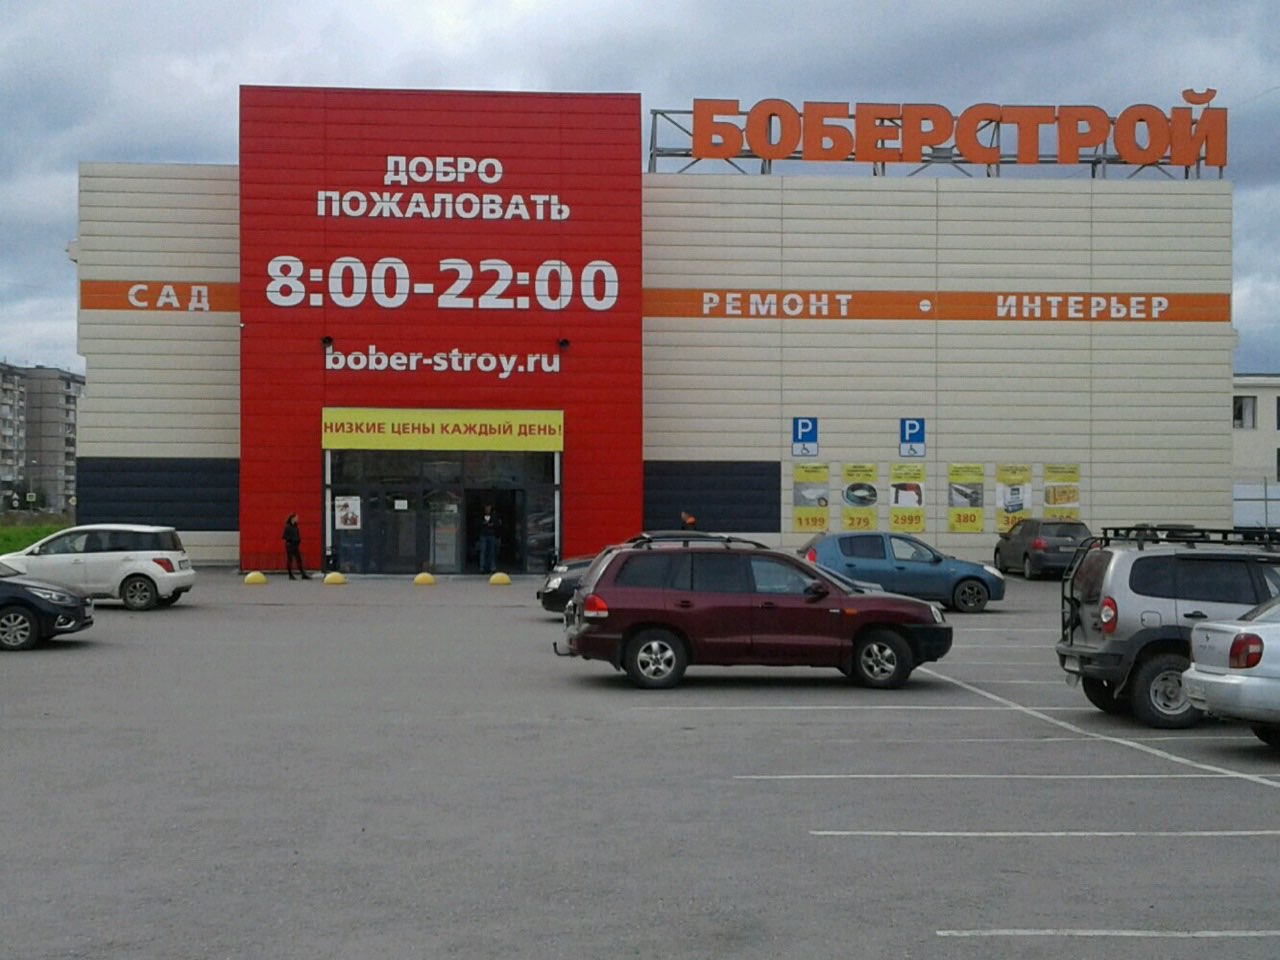 БОБЕРСТРОЙ
ДОБРО
ПОЖАЛОВАТЬ
8:00-22:00
САД
РЕМОНТ
ИНТЕРЬЕР
bober-stroy.ru
НИЗКИЕ ЦЕНЫ КАЖДЫЙ ДЕНЬ!
P
P
1199
279
2999
380